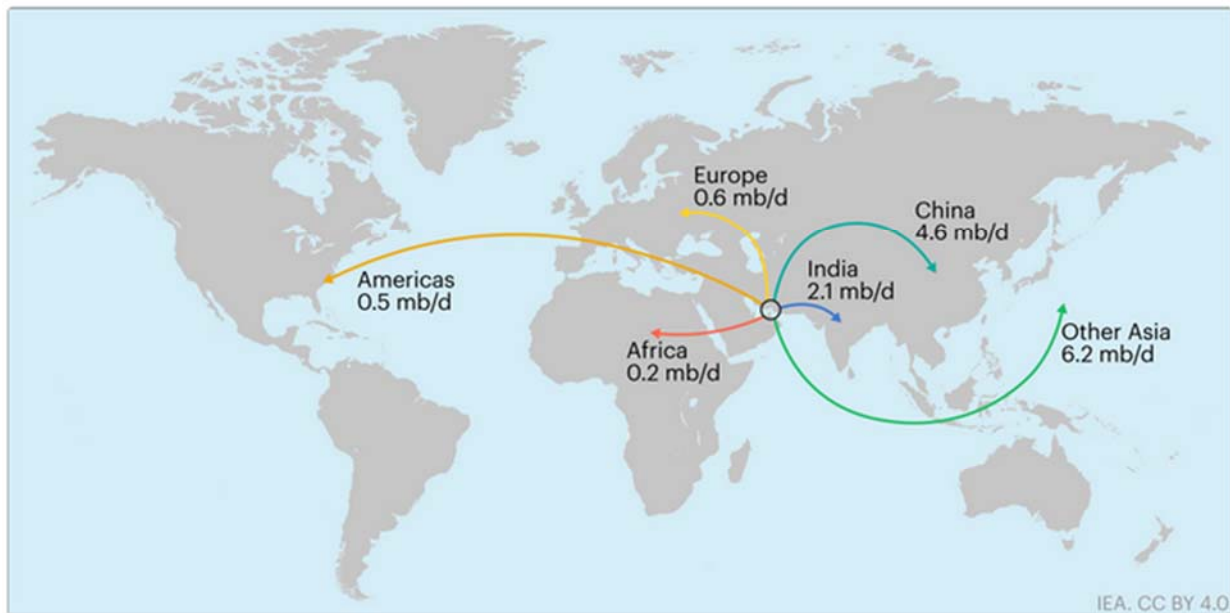 Europe
0.6 mb/d
China
4.6 mb/d
Americas
0.5 mb/d
India
2.1 mb/d
Africa
0.2 mb/d
Other Asia
6.2 mb/d
IEA. CC BY 4.0